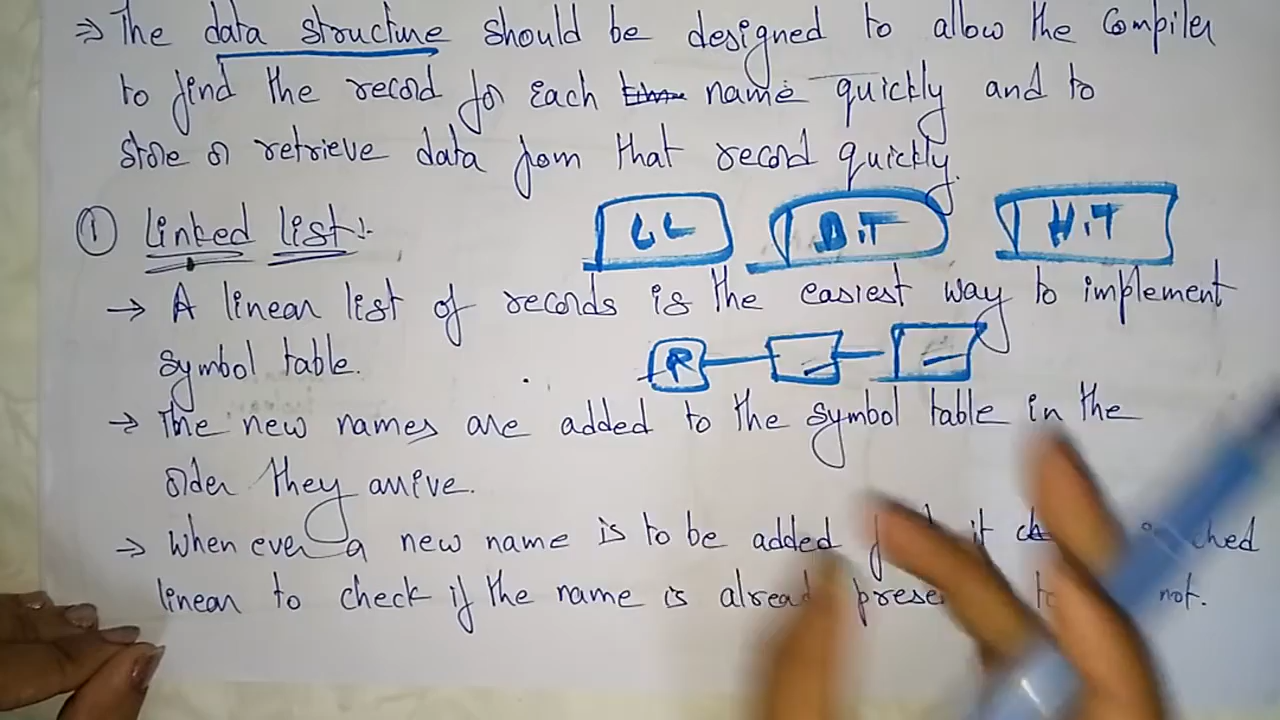 ⇒ The data structure should be designed to allow the Compiler
to find the record for each name quickly and to
store or retrieve data from that record quickly.
① Linked list:-
LL B.T H.T
→ A linear list of records is the easiest way to implement
symbol table.
R
→ The new names are added to the symbol table in the
order they arrive.
→ When ever a new name is to be added it
linear to check if the name is already not.